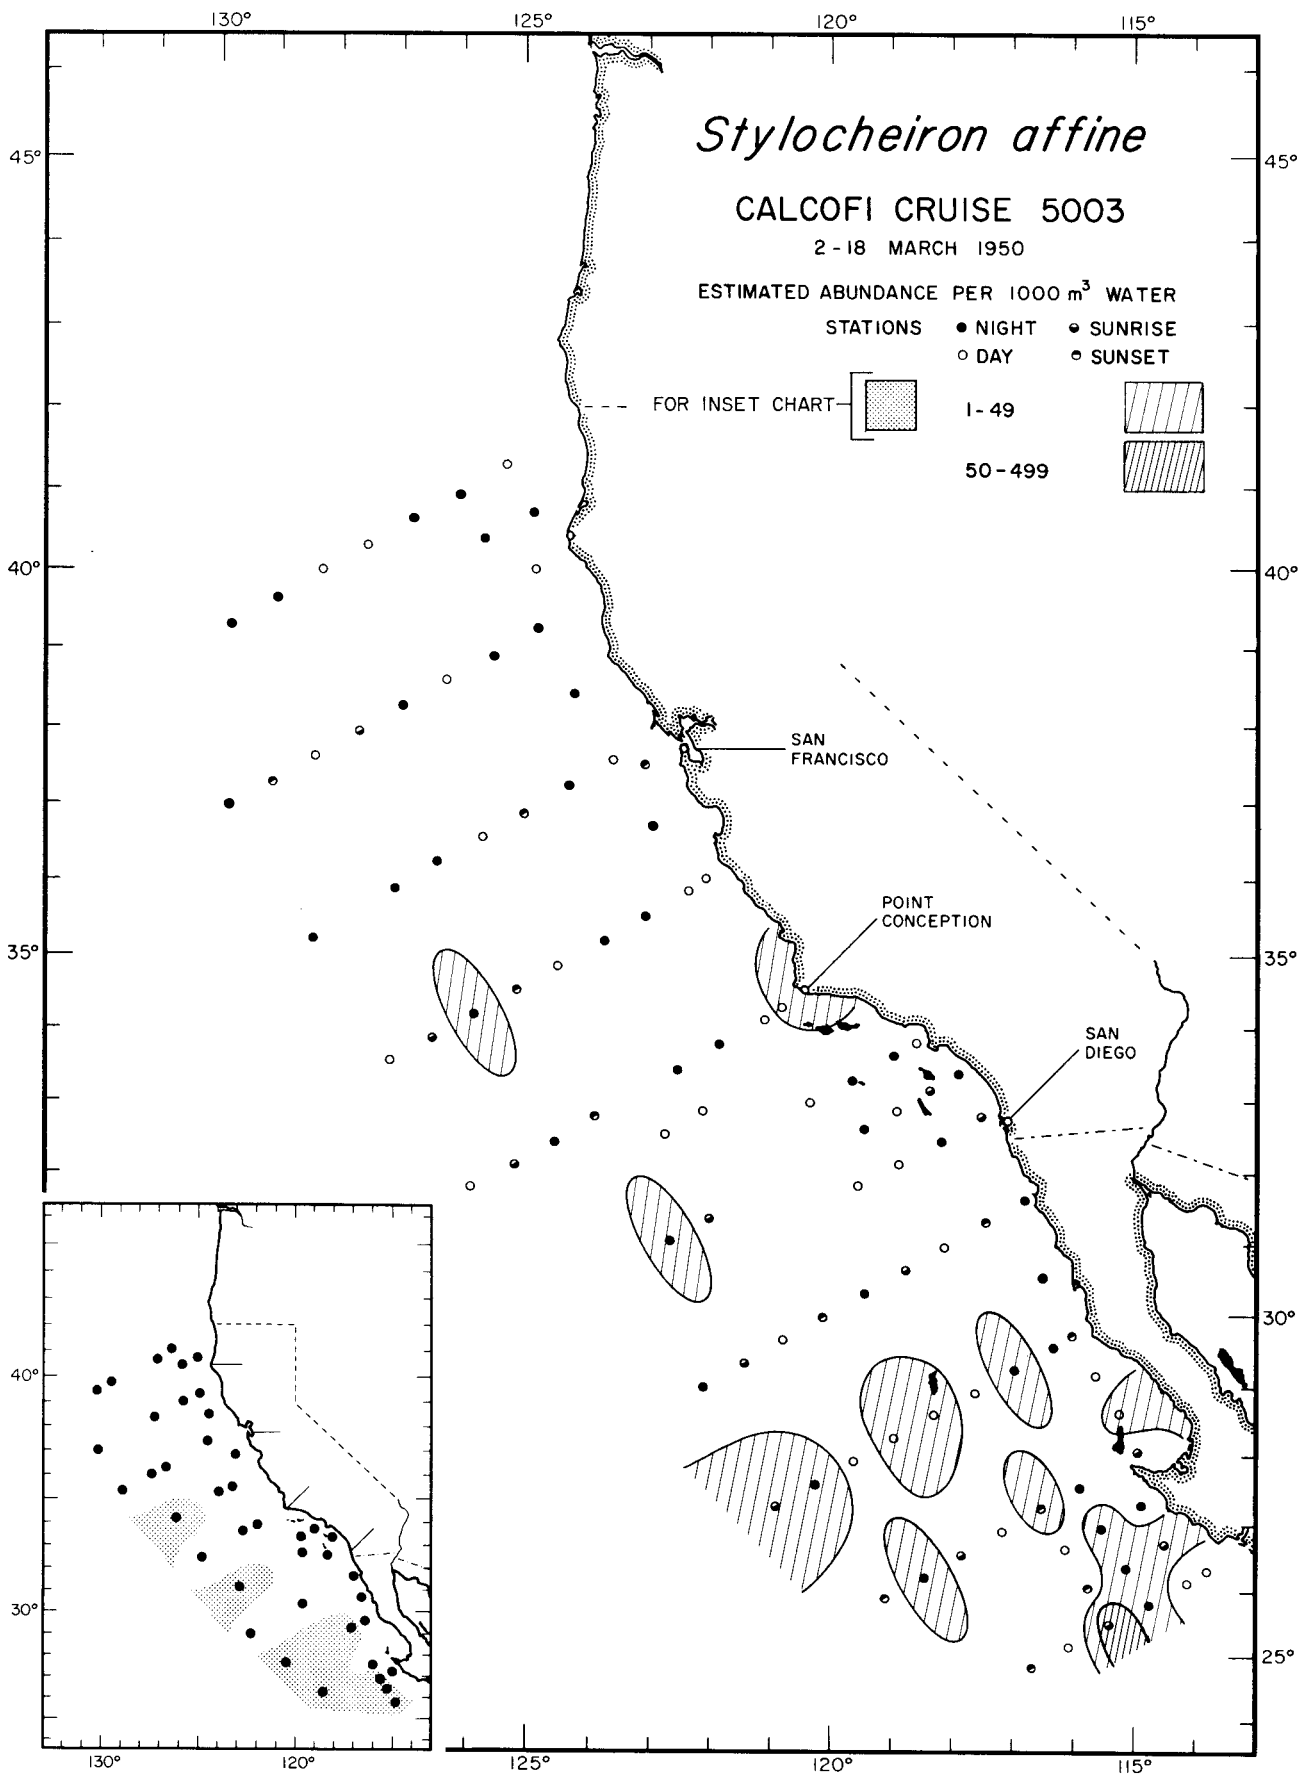 130° 125° 120° 115°
Stylocheiron affine
45° 45°
CALCOFI CRUISE 5003
2-18 MARCH 1950
ESTIMATED ABUNDANCE PER 1000 m³ WATER
STATIONS ● NIGHT SUNRISE
○ DAY SUNSET
FOR INSET CHART 1-49
50-499
40° 40°
SAN
FRANCISCO
POINT
CONCEPTION
35° 35°
SAN
DIEGO
30°
40°
30°
25°
130° 120° 125° 120° 115°